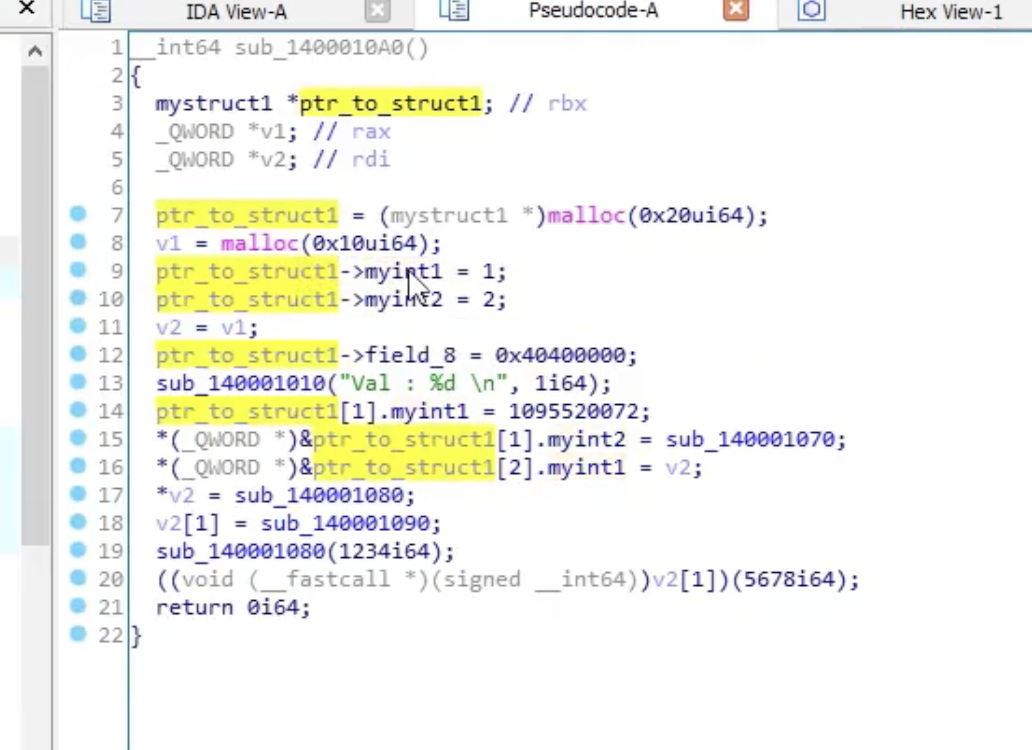 IDA View-A Pseudocode-A Hex View-1
1 __int64 sub_1400010A0()
2 {
3 mystruct1 *ptr_to_struct1; // rbx
4 _QWORD *v1; // rax
5 _QWORD *v2; // rdi
6
7 ptr_to_struct1 = (mystruct1 *)malloc(0x20ui64);
8 v1 = malloc(0x10ui64);
9 ptr_to_struct1->myint1 = 1;
10 ptr_to_struct1->myint2 = 2;
11 v2 = v1;
12 ptr_to_struct1->field_8 = 0x40400000;
13 sub_140001010("Val : %d \n", 1i64);
14 ptr_to_struct1[1].myint1 = 1095520072;
15 *(_QWORD *)&ptr_to_struct1[1].myint2 = sub_140001070;
16 *(_QWORD *)&ptr_to_struct1[2].myint1 = v2;
17 *v2 = sub_140001080;
18 v2[1] = sub_140001090;
19 sub_140001080(1234i64);
20 ((void (__fastcall *)(signed __int64))v2[1])(5678i64);
21 return 0i64;
22 }